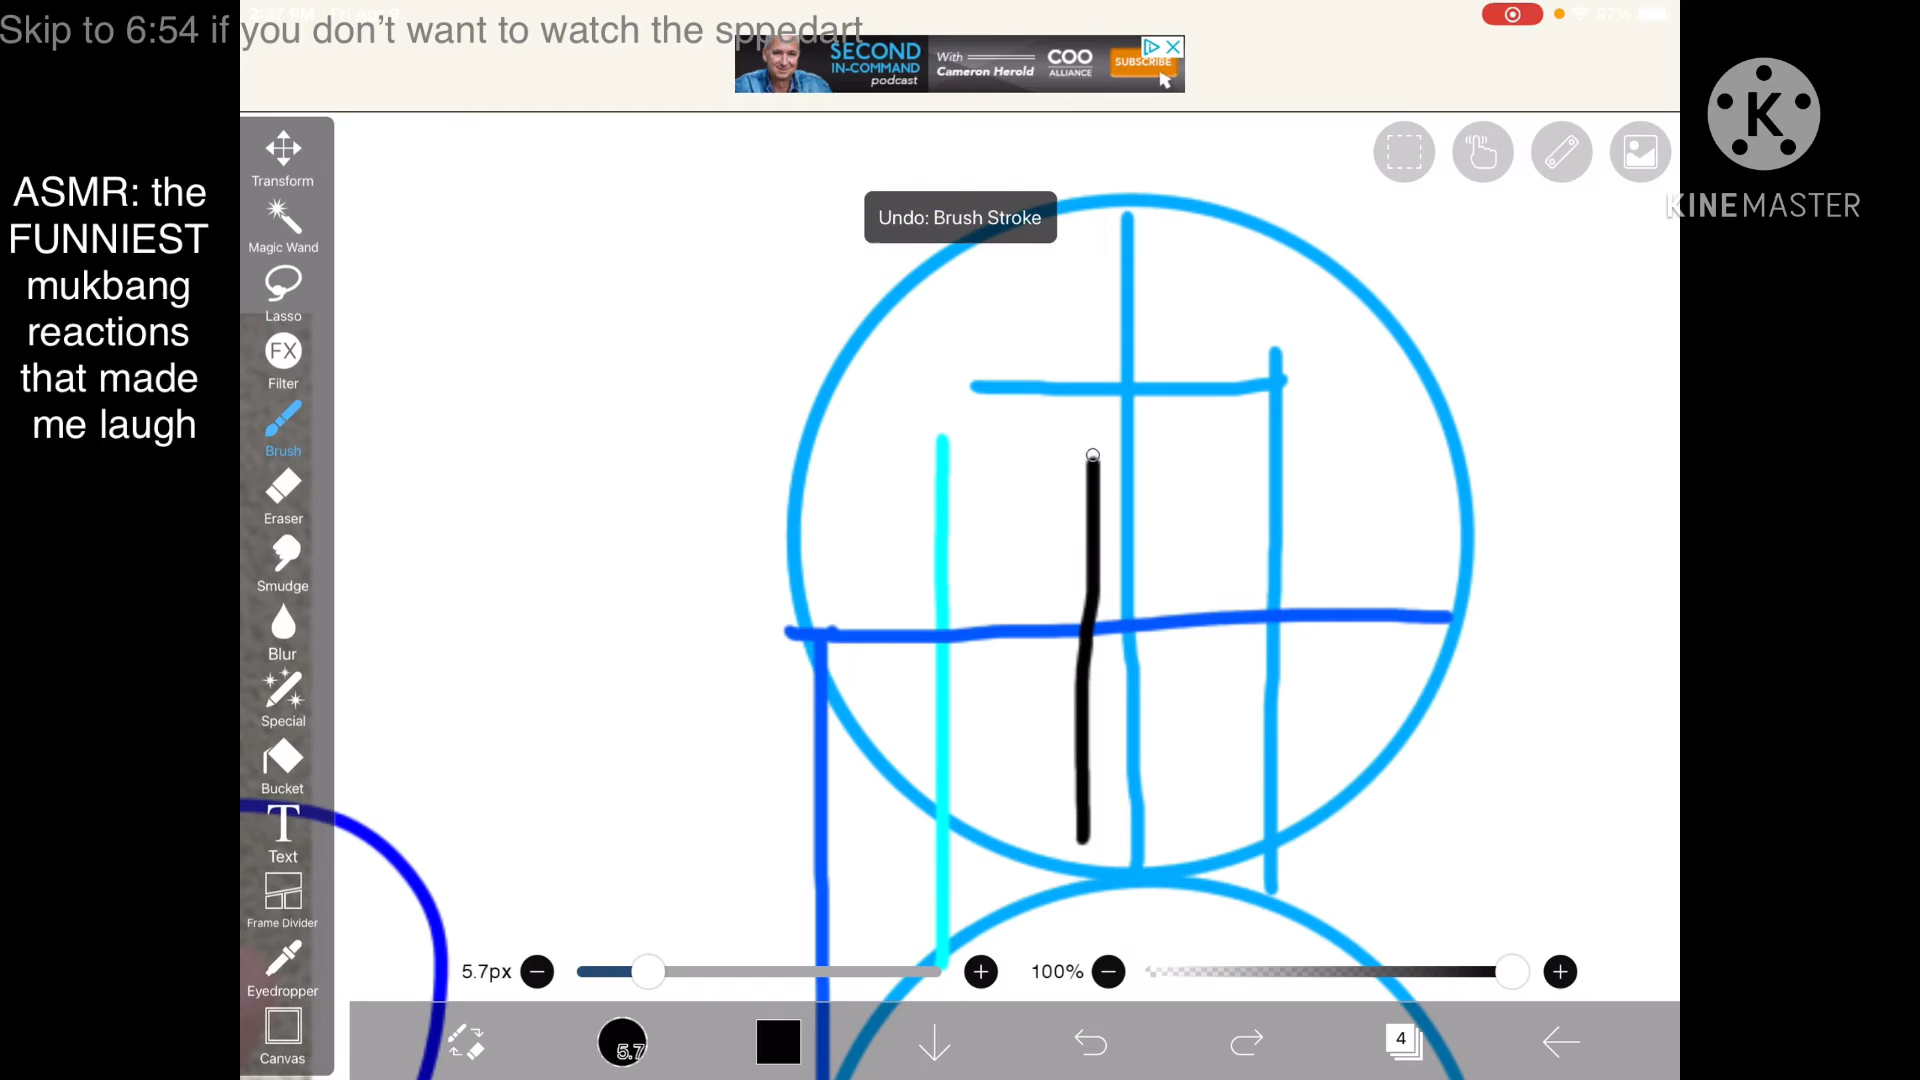 Skip to 6:54 if you don't want to watch the sppedart
97%
SECOND
IN-COMMAND
podcast
With
Cameron Herold
COO
ALLIANCE
SUBSCRIBE
K
KINEMASTER
ASMR: the
FUNNIEST
mukbang
reactions
that made
me laugh
Undo: Brush Stroke
Transform
Magic Wand
Lasso
FX
Filter
Brush
Eraser
Smudge
Blur
Special
Bucket
T
Text
Frame Divider
Eyedropper
Canvas
5.7px
100%
5.7
4